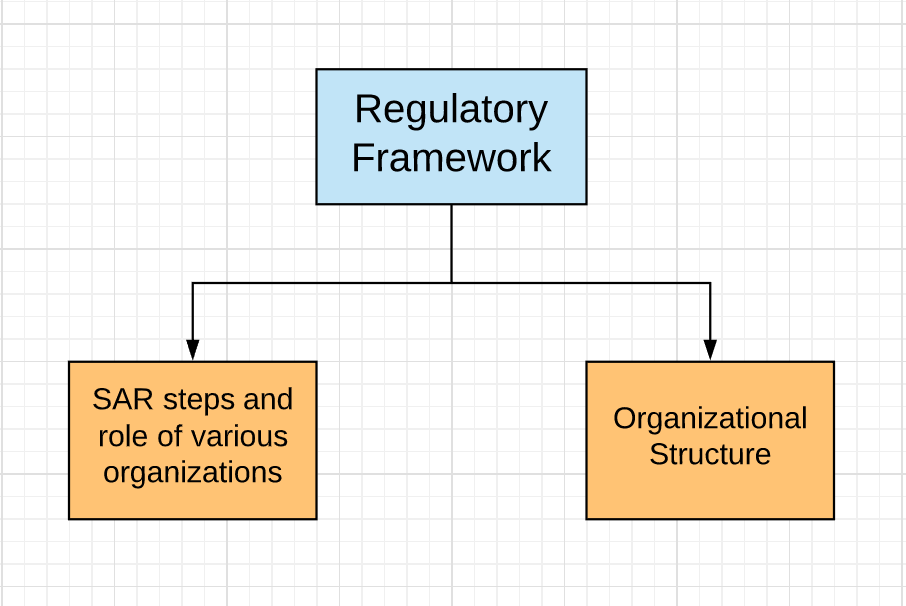 Regulatory
Framework
SAR steps and
role of various
organizations
Organizational
Structure